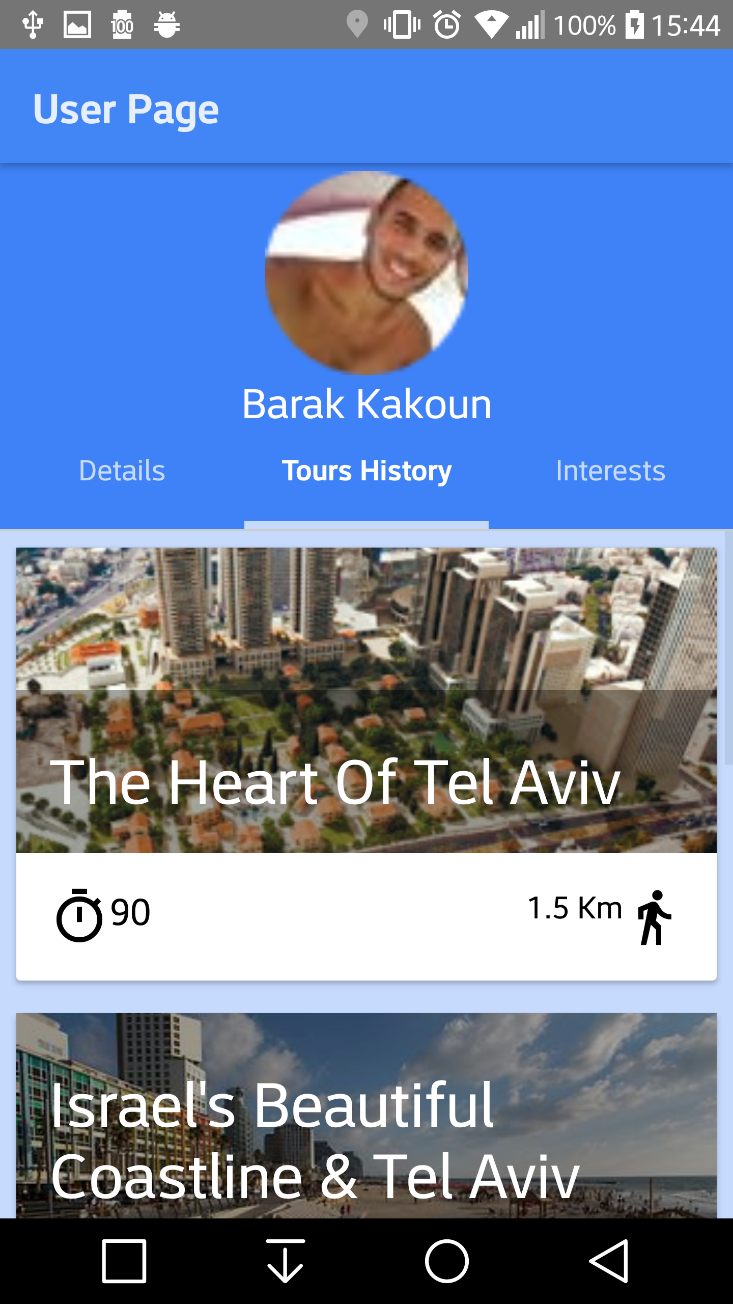 100
100%
15:44
User Page
Barak Kakoun
Details
Tours History
Interests
The Heart Of Tel Aviv
90
1.5 Km
Israel's Beautiful
Coastline & Tel Aviv